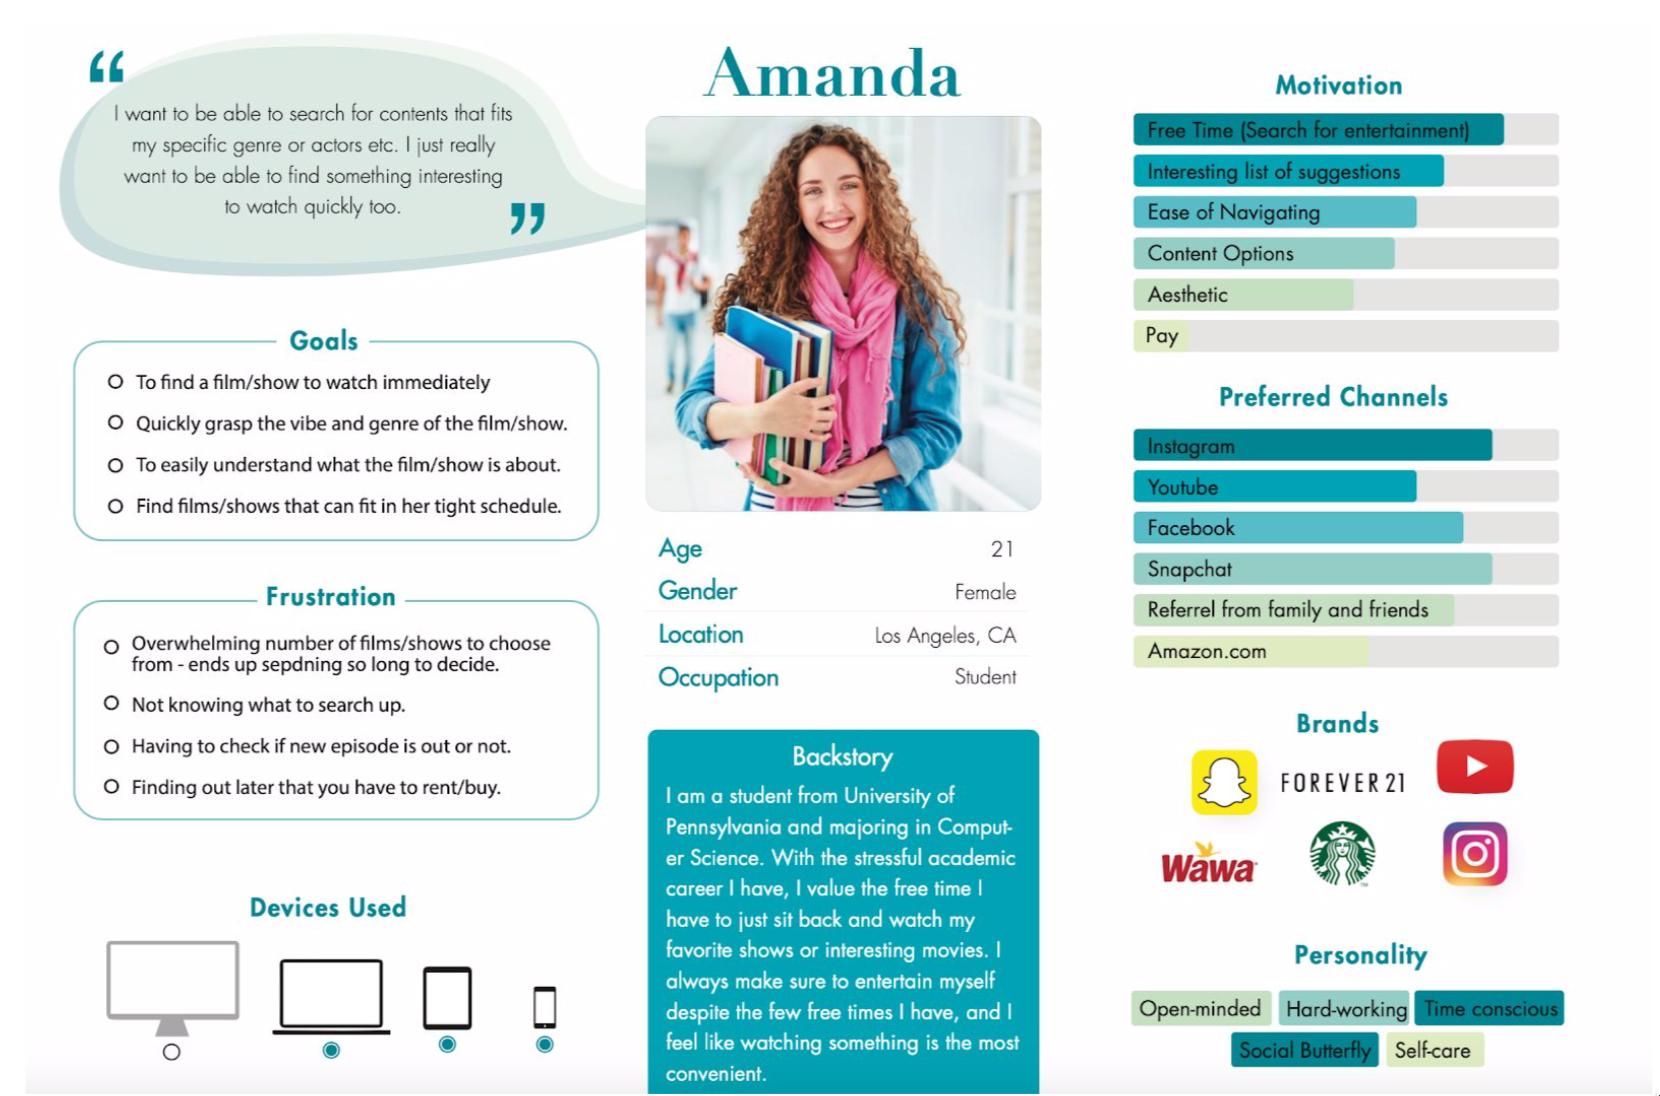 “
I want to be able to search for contents that fits
my specific genre or actors etc. I just really
want to be able to find something interesting
to watch quickly too.
”
Goals
To find a film/show to watch immediately
Quickly grasp the vibe and genre of the film/show.
To easily understand what the film/show is about.
Find films/shows that can fit in her tight schedule.
Frustration
Overwhelming number of films/shows to choose
from - ends up sepdning so long to decide.
Not knowing what to search up.
Having to check if new episode is out or not.
Finding out later that you have to rent/buy.
Devices Used
Amanda
Age 21
Gender Female
Location Los Angeles, CA
Occupation Student
Backstory
I am a student from University of
Pennsylvania and majoring in Comput-
er Science. With the stressful academic
career I have, I value the free time I
have to just sit back and watch my
favorite shows or interesting movies. I
always make sure to entertain myself
despite the few free times I have, and I
feel like watching something is the most
convenient.
Motivation
Free Time (Search for entertainment)
Interesting list of suggestions
Ease of Navigating
Content Options
Aesthetic
Pay
Preferred Channels
Instagram
Youtube
Facebook
Snapchat
Referrel from family and friends
Amazon.com
Brands
FOREVER 21
Wawa
Personality
Open-minded Hard-working Time conscious
Social Butterfly Self-care